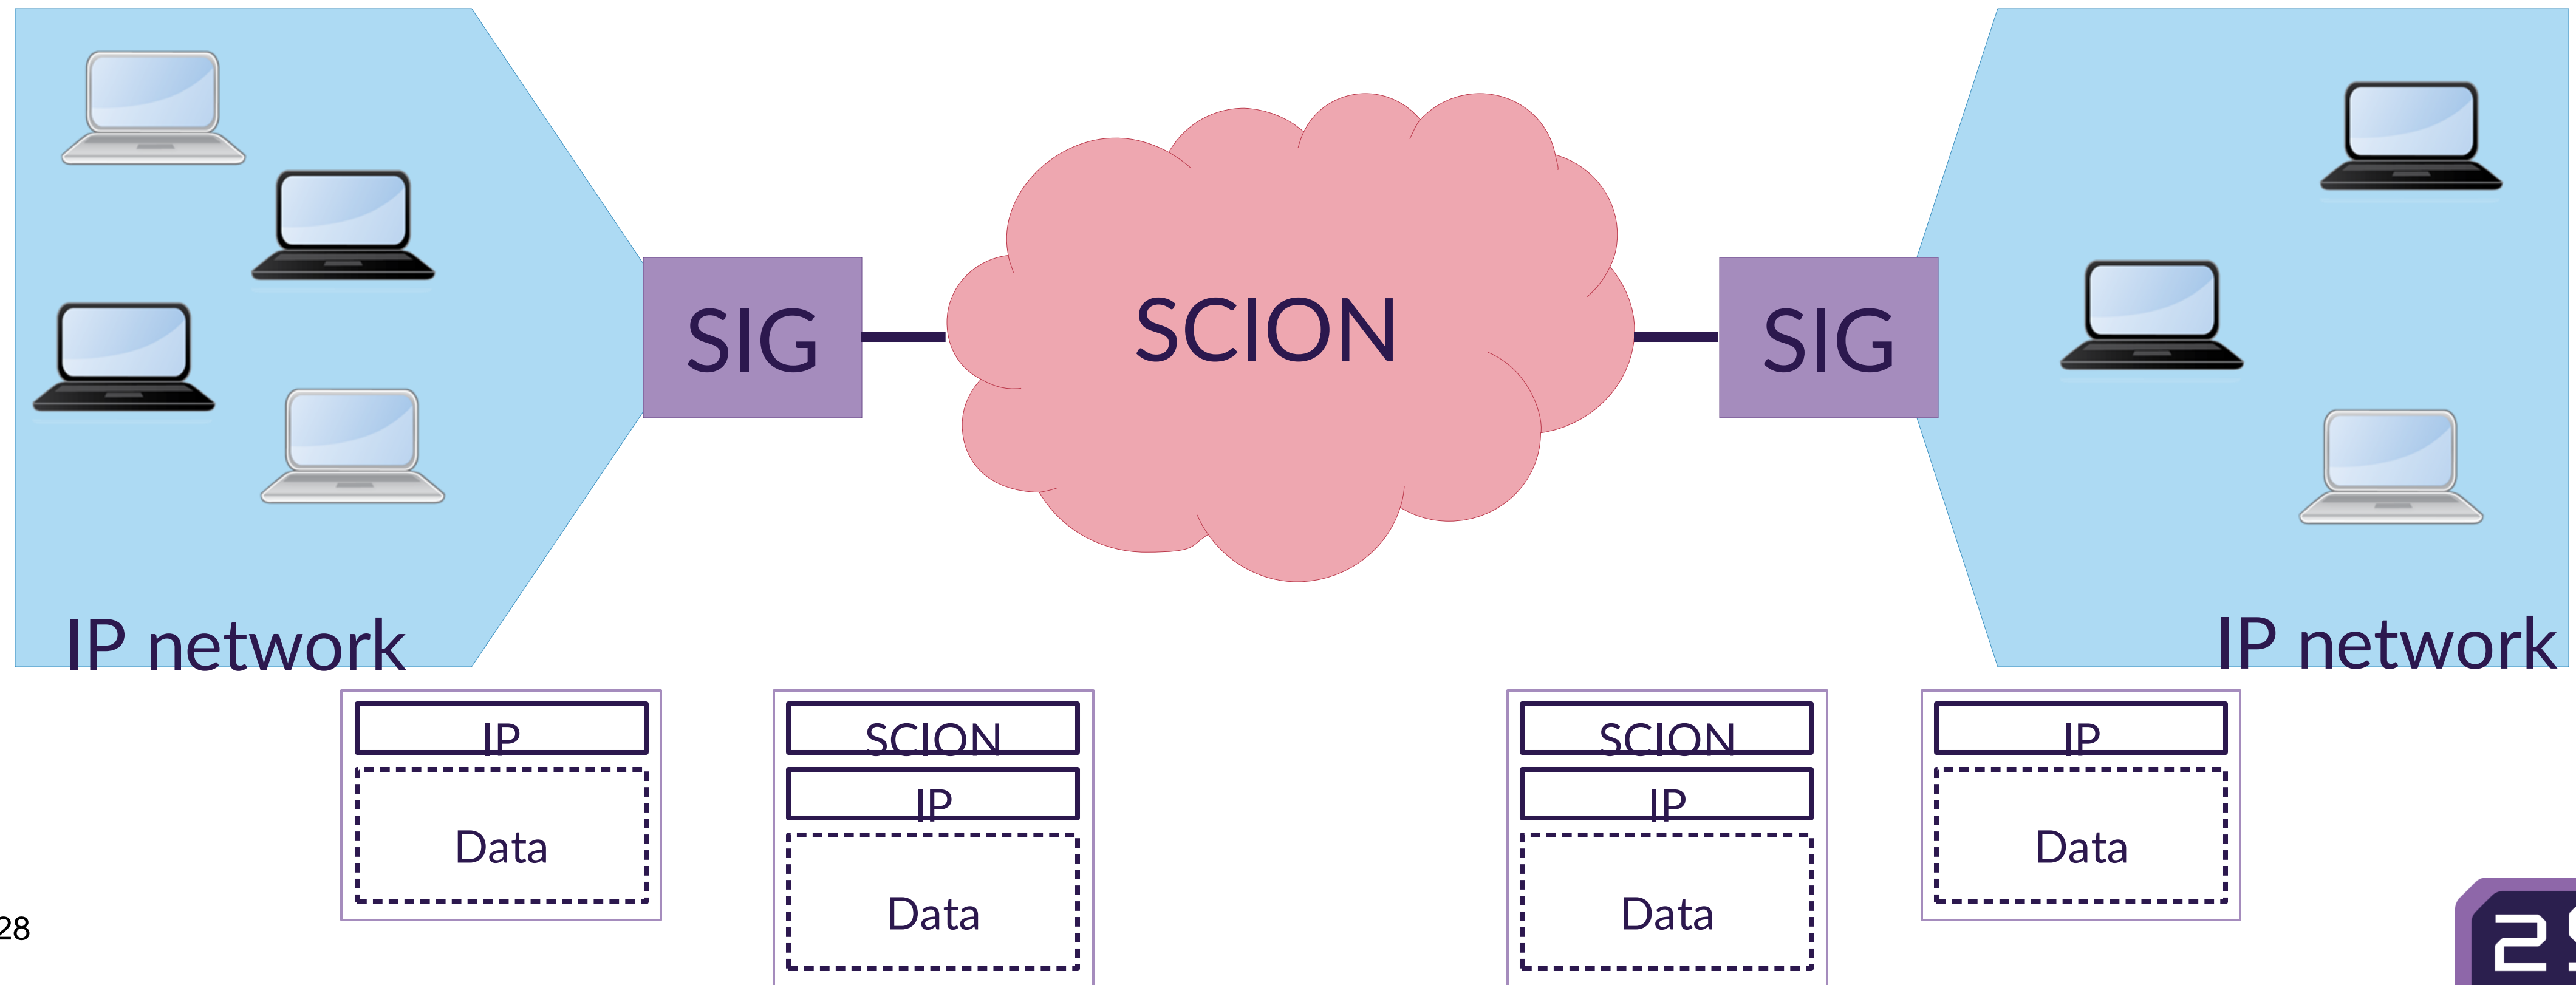 SIG
SCION
SIG
IP network
IP network
IP
Data
SCION
IP
Data
SCION
IP
Data
IP
Data
28